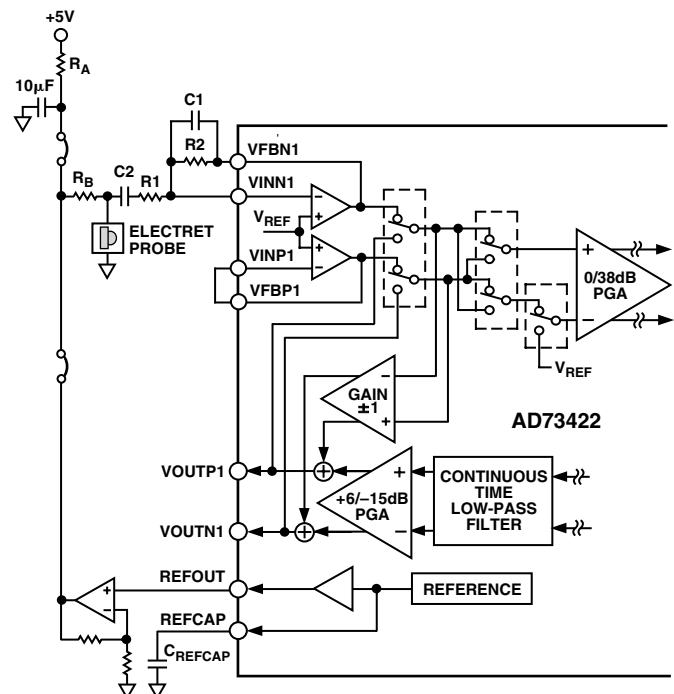 +5V
RA
10µF
C1
R2
VFBN1
RB
C2
R1
VINN1
VREF
ELECTRET
PROBE
VINP1
VFBP1
+
0/38dB
PGA
–
VREF
–
GAIN
±1
+
AD73422
VOUTP1
+
+6/–15dB
PGA
–
CONTINUOUS
TIME
LOW-PASS
FILTER
VOUTN1
REFOUT
REFERENCE
REFCAP
CREFCAP